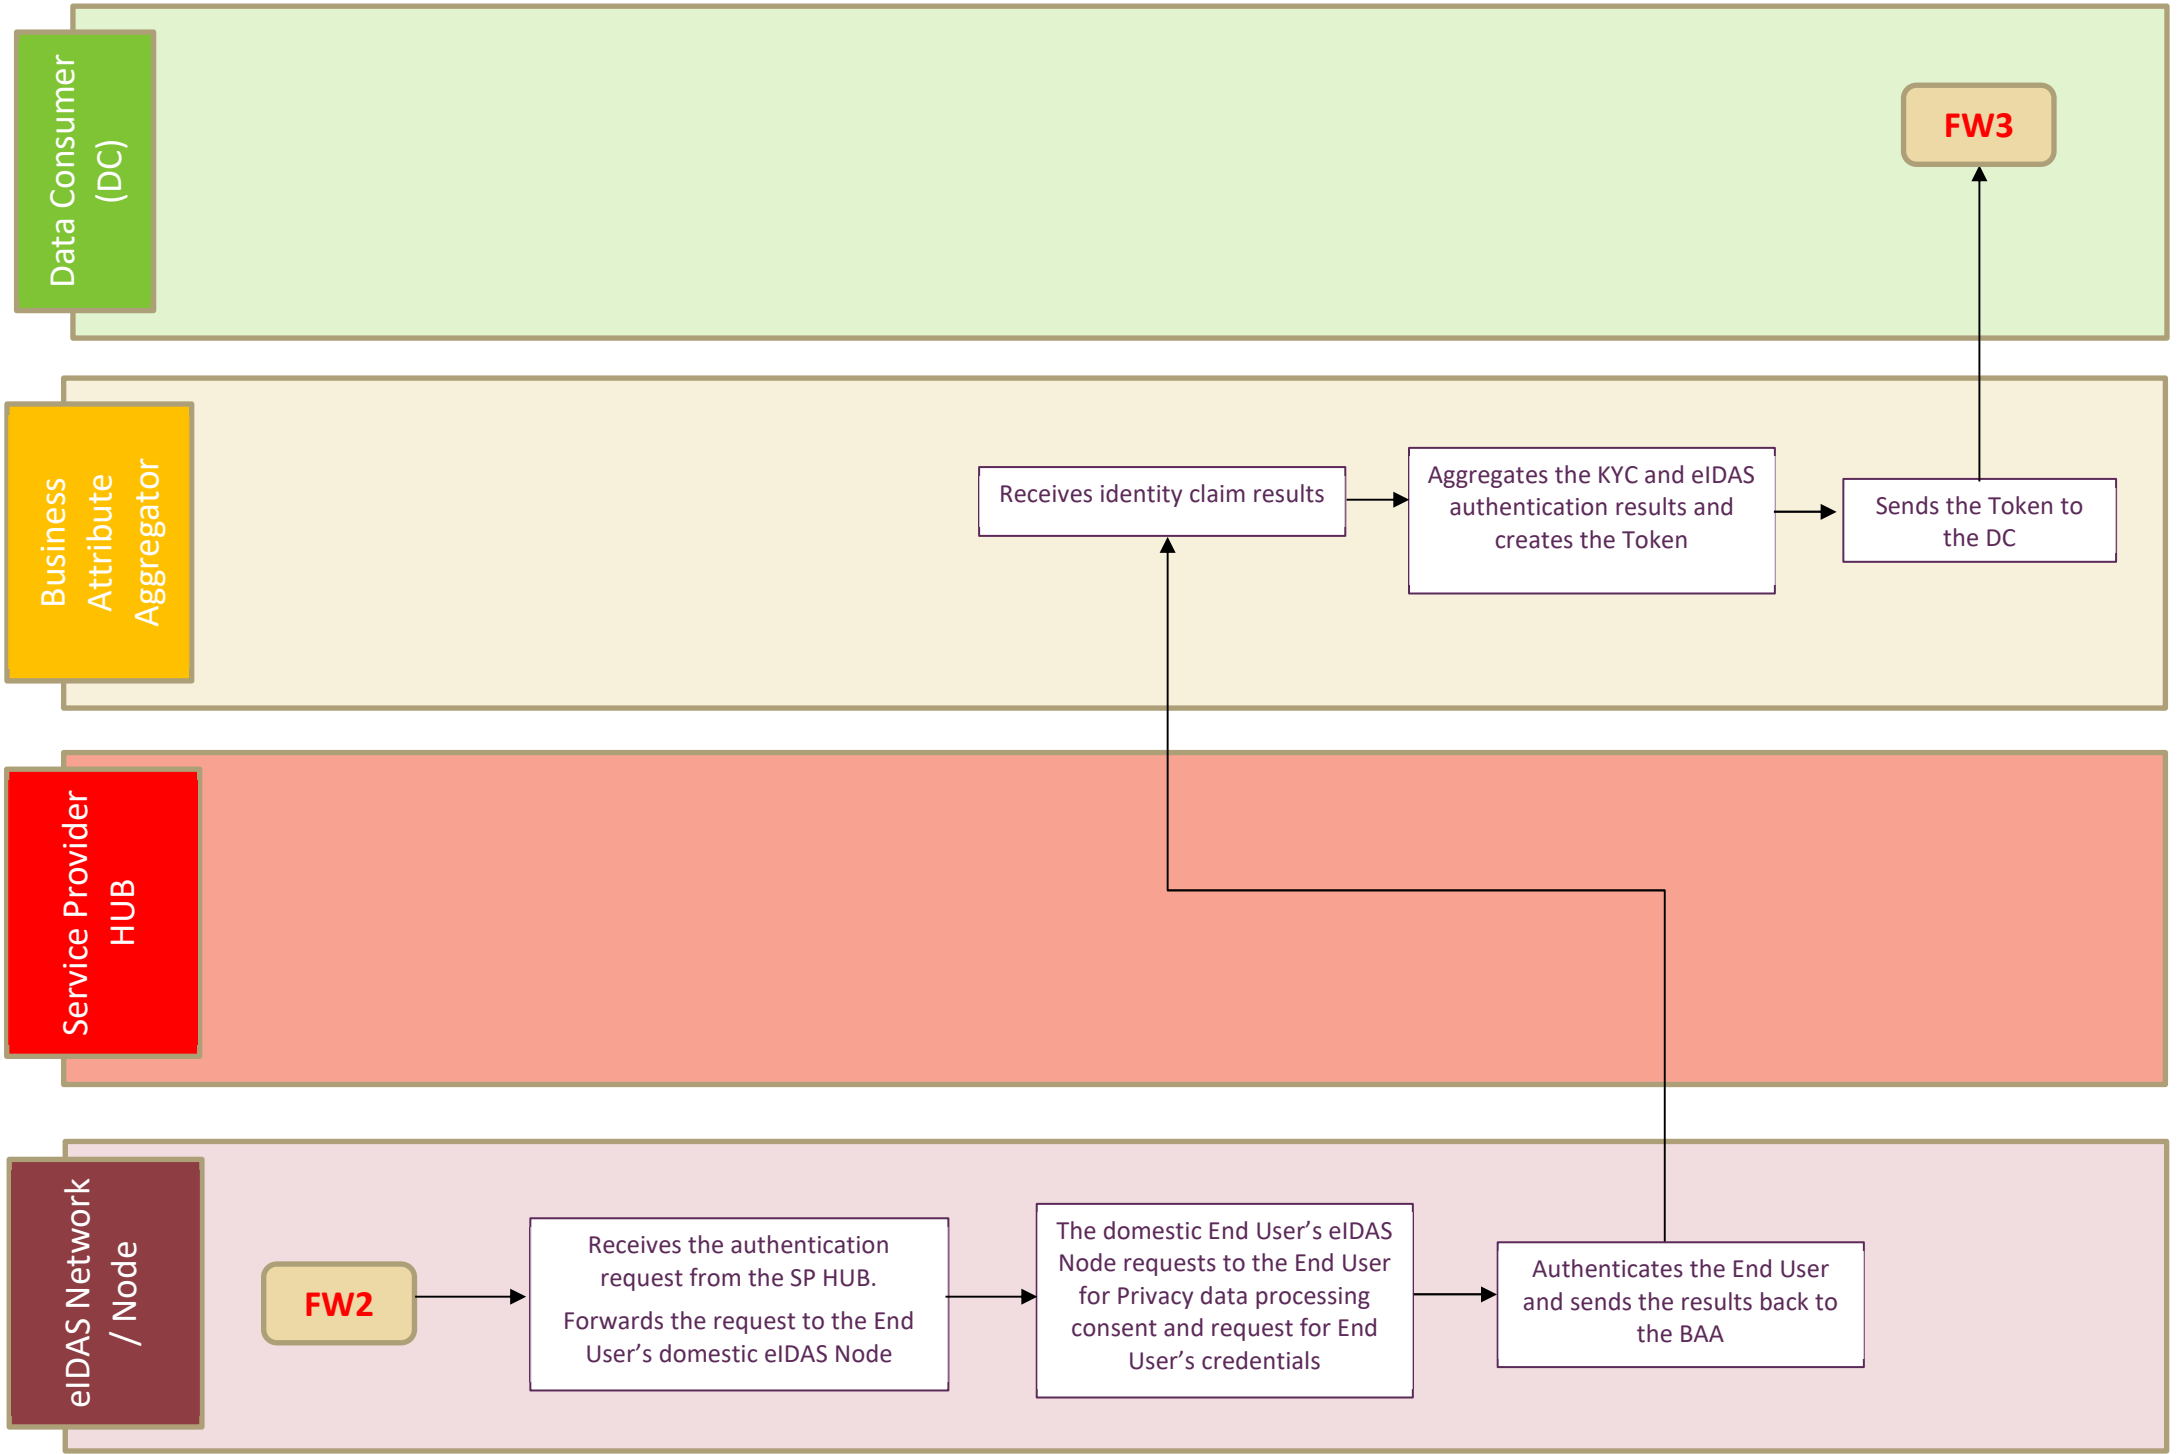 Data Consumer
(DC)
FW3
Business
Attribute
Aggregator
Receives identity claim results
Aggregates the KYC and eIDAS
authentication results and
creates the Token
Sends the Token to
the DC
Service Provider
HUB
eIDAS Network
/ Node
FW2
Receives the authentication
request from the SP HUB.
Forwards the request to the End
User’s domestic eIDAS Node
The domestic End User’s eIDAS
Node requests to the End User
for Privacy data processing
consent and request for End
User’s credentials
Authenticates the End User
and sends the results back to
the BAA